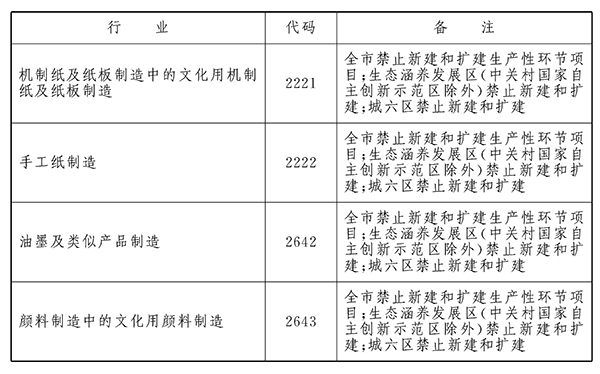 行 业 代码 备 注
机制纸及纸板制造中的文化用机制
纸及纸板制造
2221
全市禁止新建和扩建生产性环节项
目;生态涵养发展区(中关村国家自
主创新示范区除外)禁止新建和扩
建;城六区禁止新建和扩建
手工纸制造
2222
全市禁止新建和扩建生产性环节项
目;生态涵养发展区(中关村国家自
主创新示范区除外)禁止新建和扩
建;城六区禁止新建和扩建
油墨及类似产品制造
2642
全市禁止新建和扩建生产性环节项
目;生态涵养发展区(中关村国家自
主创新示范区除外)禁止新建和扩
建;城六区禁止新建和扩建
颜料制造中的文化用颜料制造
2643
全市禁止新建和扩建生产性环节项
目;生态涵养发展区(中关村国家自
主创新示范区除外)禁止新建和扩
建;城六区禁止新建和扩建